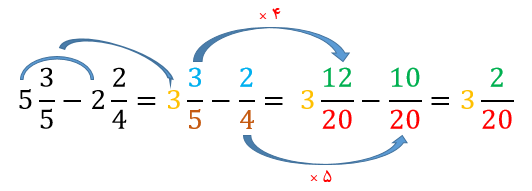 × ۴
5 3/5 − 2 2/4 = 3 3/5 − 2/4 = 3 12/20 − 10/20 = 3 2/20
× ۵